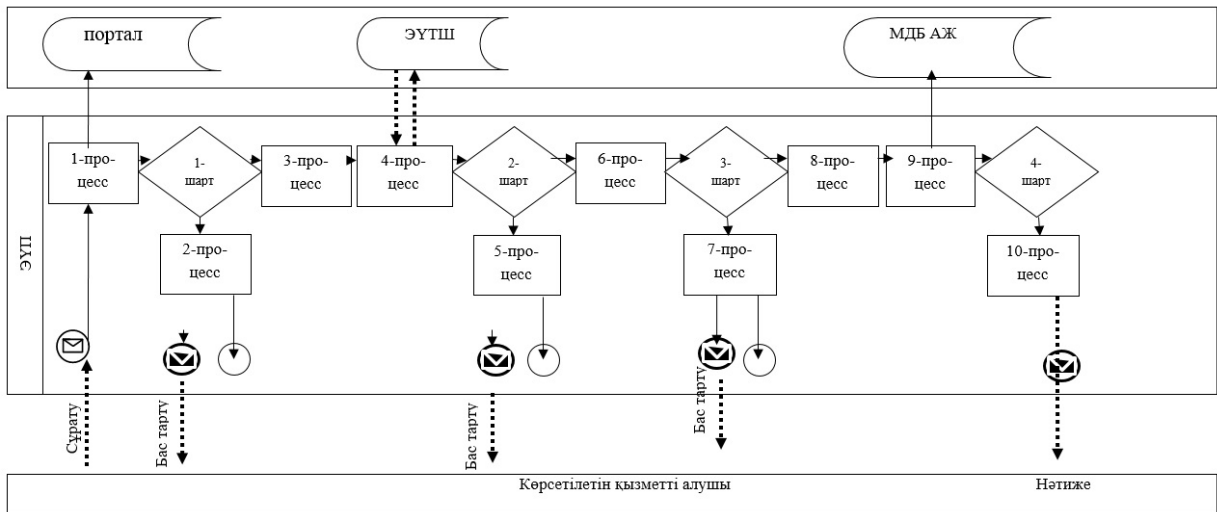 портал
ЭҮТШ
МДБ АЖ
ЭҮП
1-про-
цесс
1-
шарт
3-про-
цесс
4-про-
цесс
2-
шарт
6-про-
цесс
3-
шарт
8-про-
цесс
9-про-
цесс
4-
шарт
2-про-
цесс
5-про-
цесс
7-про-
цесс
10-про-
цесс
Сұрату
Бас тарту
Бас тарту
Бас тарту
Көрсетілетін қызметті алушы
Нәтиже